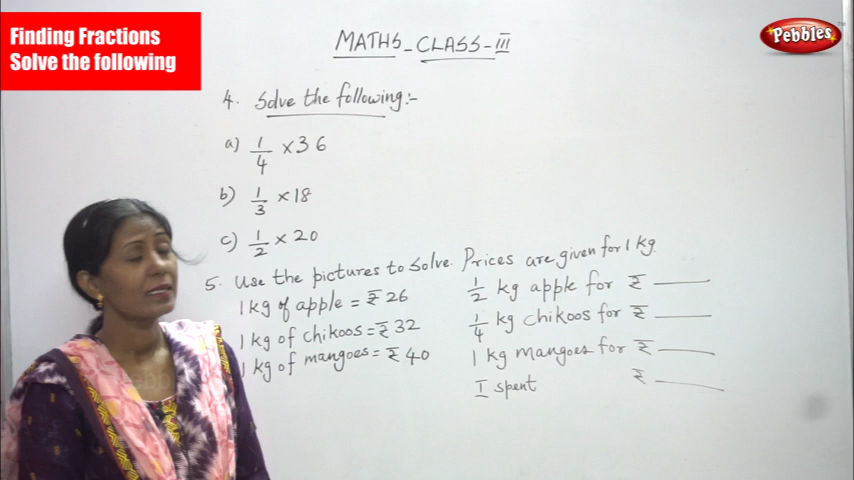 Finding Fractions
Solve the following
MATHS - CLASS - III
Pebbles
4. Solve the following:-
a) 1/4 × 36
b) 1/3 × 18
c) 1/2 × 20
5. Use the pictures to Solve. Prices are given for 1 kg.
1 kg of apple = ₹ 26
1 kg of chikoos = ₹ 32
1 kg of mangoes = ₹ 40
1/2 kg apple for ₹ ____
1/4 kg chikoos for ₹ ____
1 kg mangoes for ₹ ____
I spent ₹ ____